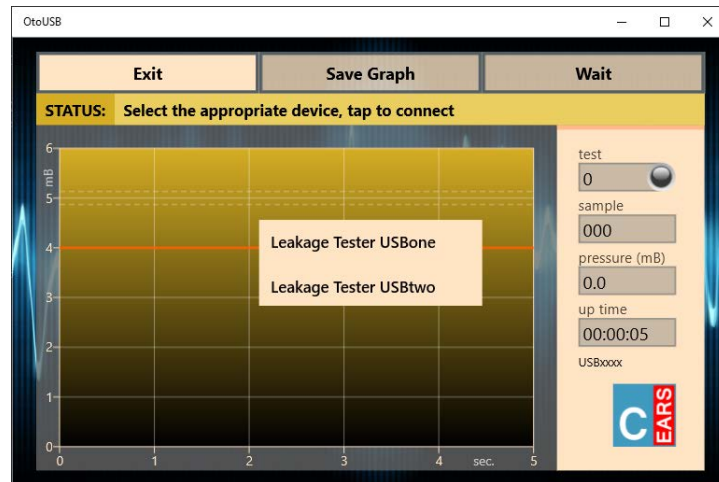 OtoUSB
Exit
Save Graph
Wait
STATUS: Select the appropriate device, tap to connect
6
mB
5
4
3
2
1
0
0 1 2 3 4 sec. 5
Leakage Tester USBone
Leakage Tester USBtwo
test
0
sample
000
pressure (mB)
0.0
up time
00:00:05
USBxxxx
C EARS